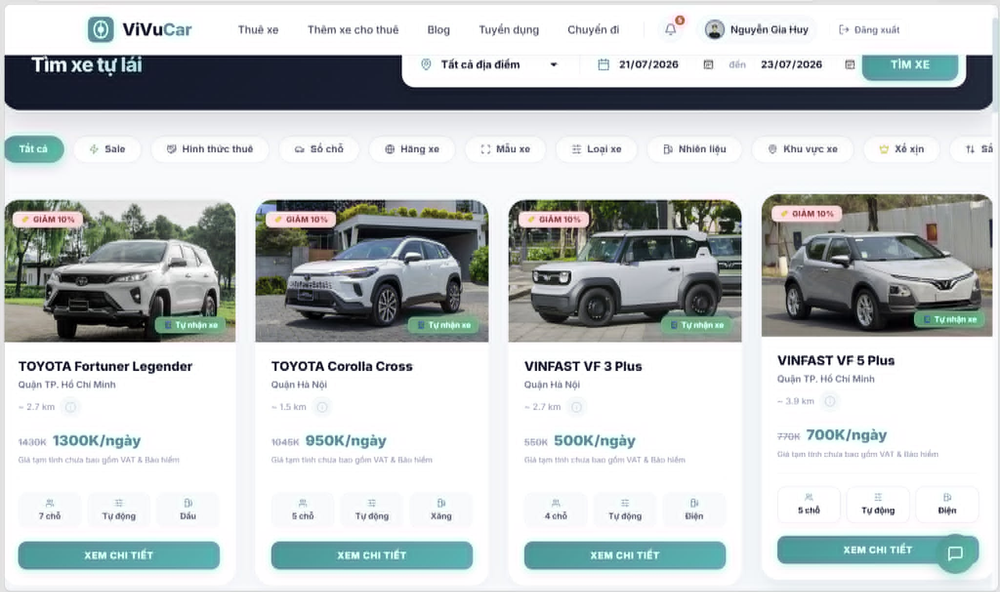 ViVuCar
Thuê xe
Thêm xe cho thuê
Blog
Tuyển dụng
Chuyến đi
5
Nguyễn Gia Huy
Đăng xuất
Tìm xe tự lái
Tất cả địa điểm
21/07/2026
đến
23/07/2026
TÌM XE
Tất cả
Sale
Hình thức thuê
Số chỗ
Hãng xe
Mẫu xe
Loại xe
Nhiên liệu
Khu vực xe
Xế xịn
GIẢM 10%
GIẢM 10%
GIẢM 10%
GIẢM 10%
Tự nhận xe
Tự nhận xe
Tự nhận xe
Tự nhận xe
TOYOTA Fortuner Legender
Quận TP. Hồ Chí Minh
~ 2.7 km
1430K 1300K/ngày
Giá tạm tính chưa bao gồm VAT & Bảo hiểm
7 chỗ
Tự động
Dầu
XEM CHI TIẾT
TOYOTA Corolla Cross
Quận Hà Nội
~ 1.5 km
1045K 950K/ngày
Giá tạm tính chưa bao gồm VAT & Bảo hiểm
5 chỗ
Tự động
Xăng
XEM CHI TIẾT
VINFAST VF 3 Plus
Quận Hà Nội
~ 2.7 km
550K 500K/ngày
Giá tạm tính chưa bao gồm VAT & Bảo hiểm
4 chỗ
Tự động
Điện
XEM CHI TIẾT
VINFAST VF 5 Plus
Quận TP. Hồ Chí Minh
~ 3.9 km
770K 700K/ngày
Giá tạm tính chưa bao gồm VAT & Bảo hiểm
5 chỗ
Tự động
Điện
XEM CHI TIẾT